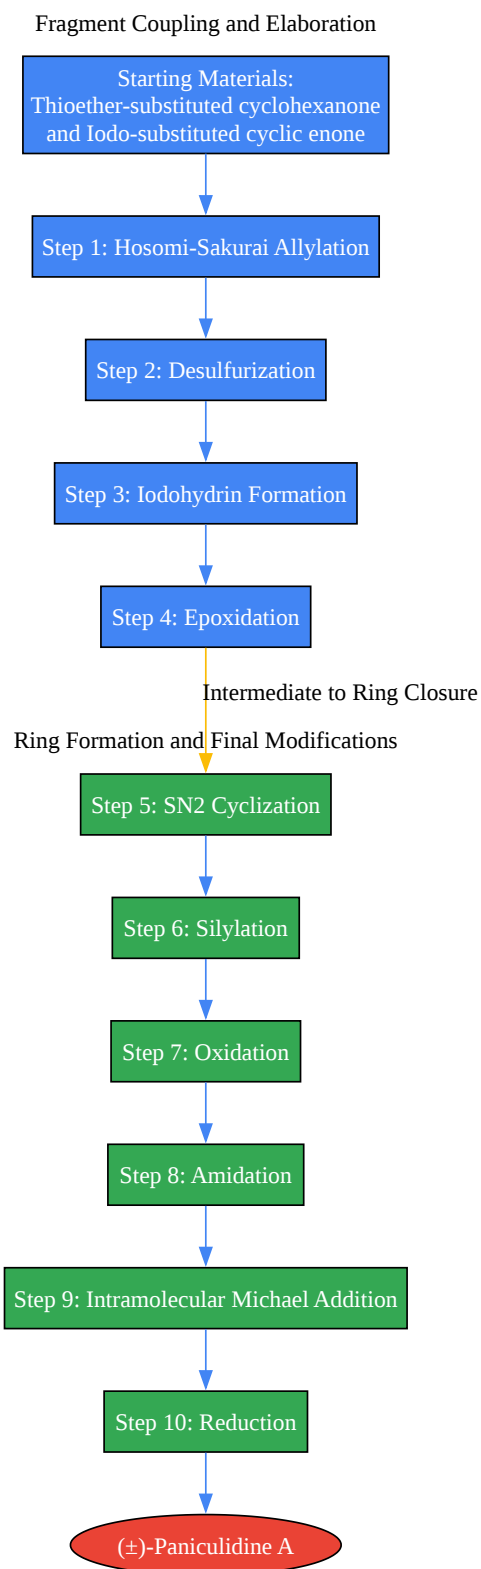 Fragment Coupling and Elaboration
Starting Materials:
Thioether-substituted cyclohexanone
and Iodo-substituted cyclic enone
Step 1: Hosomi-Sakurai Allylation
Step 2: Desulfurization
Step 3: Iodohydrin Formation
Step 4: Epoxidation
Intermediate to Ring Closure
Ring Formation and Final Modifications
Step 5: SN2 Cyclization
Step 6: Silylation
Step 7: Oxidation
Step 8: Amidation
Step 9: Intramolecular Michael Addition
Step 10: Reduction
(±)-Paniculidine A